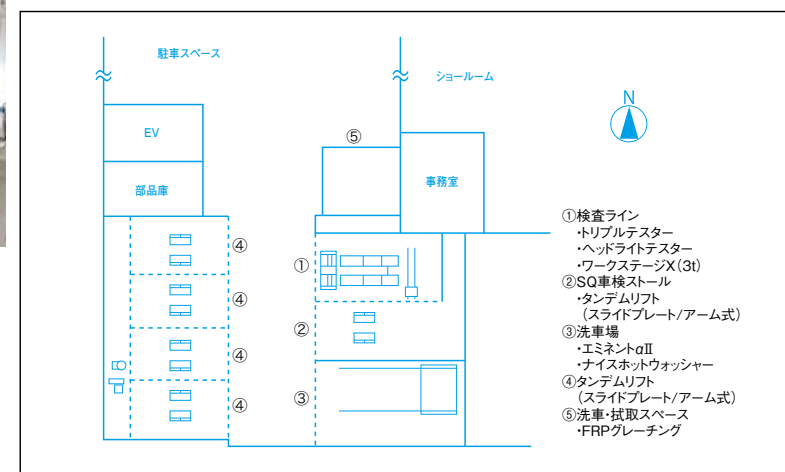 駐車スペース
ショールーム
N
EV
⑤
部品庫
事務室
④
①
④
②
④
③
④
①検査ライン
・トリプルテスター
・ヘッドライトテスター
・ワークステージX(3t)
②SQ車検ストール
・タンデムリフト
(スライドプレート/アーム式)
③洗車場
・エミネントαⅡ
・ナイスホットウォッシャー
④タンデムリフト
(スライドプレート/アーム式)
⑤洗車・拭取スペース
・FRPグレーチング